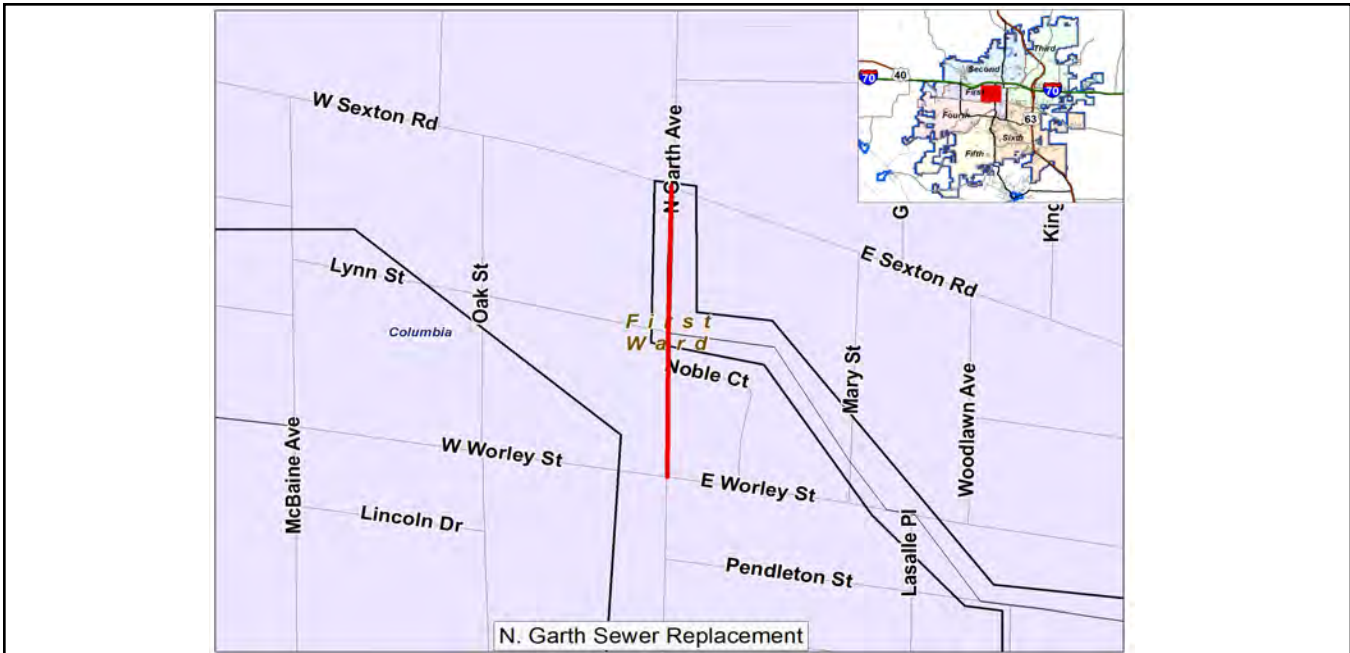 W Sexton Rd
N Garth Ave
Third
Second
40
70
First
70
Fourth
63
Sixth
Fifth
G
King
E Sexton Rd
Lynn St
Oak St
Columbia
First
Ward
Noble Ct
Mary St
Woodlawn Ave
McBaine Ave
W Worley St
E Worley St
Lincoln Dr
Pendleton St
Lasalle Pl
N. Garth Sewer Replacement